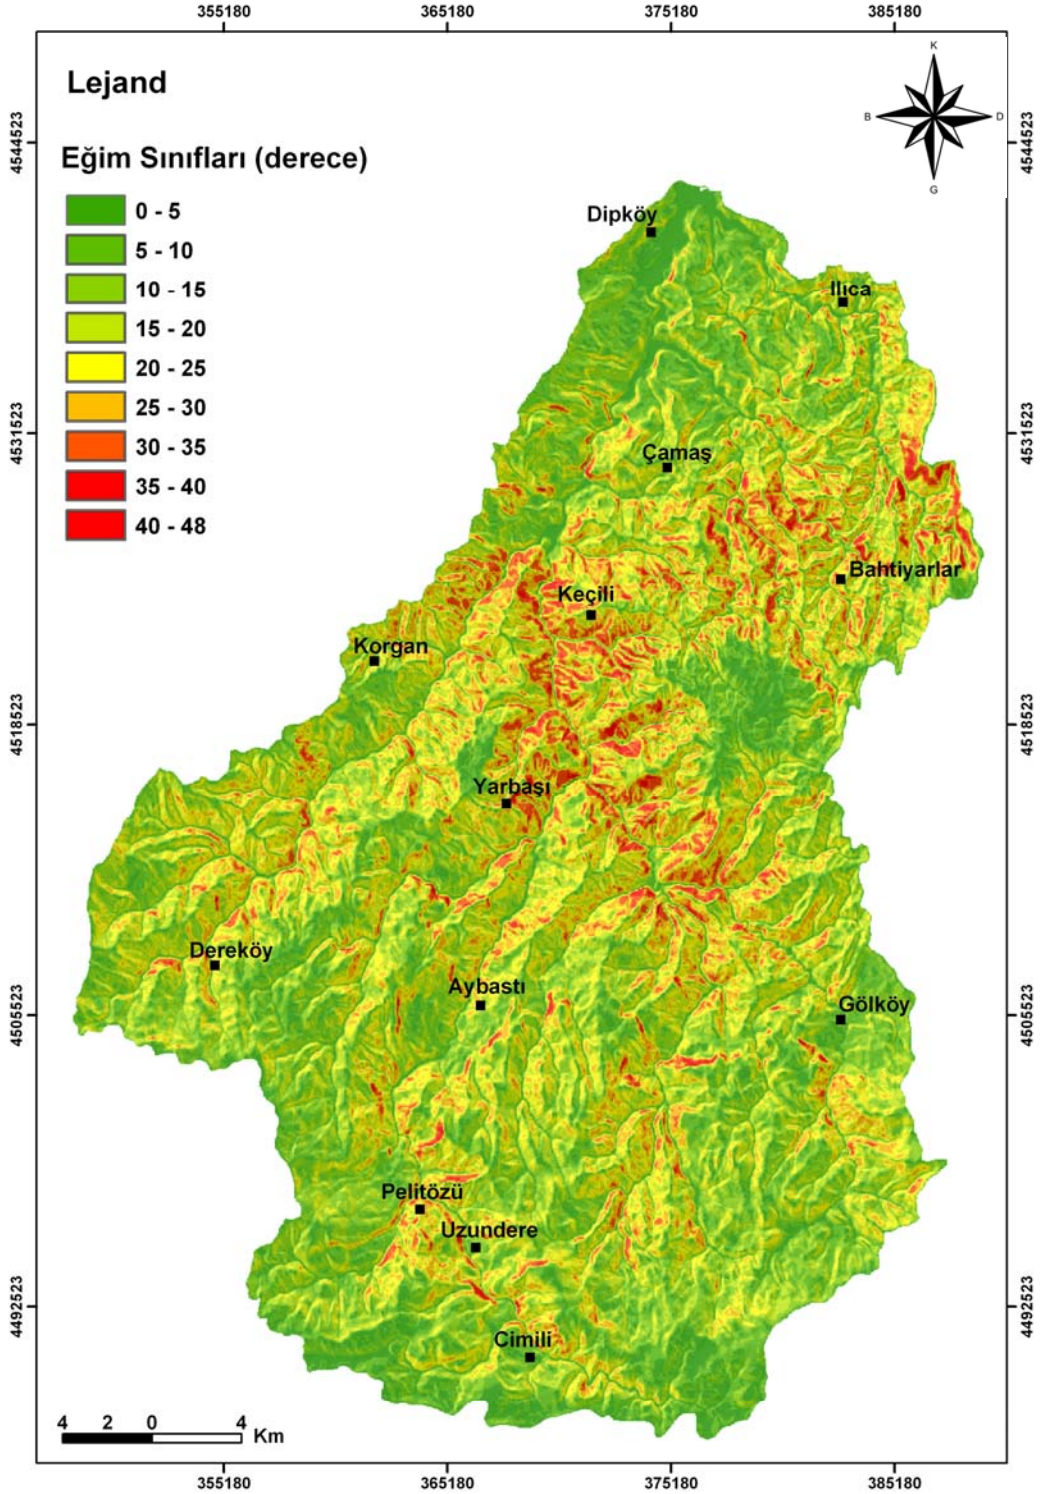 355180 365180 375180 385180
Lejand
K
B D
G
4544523 4544523
Eğim Sınıfları (derece)
0 - 5
5 - 10
10 - 15
15 - 20
20 - 25
25 - 30
30 - 35
35 - 40
40 - 48
Dipköy
Ilıca
4531523 4531523
Çamaş
Bahtiyarlar
Keçili
Korgan
4518523 4518523
Yarbaşı
Dereköy
Aybastı
Gölköy
4505523 4505523
Pelitözü
Uzundere
4492523 4492523
Cimili
4 2 0 4
Km
355180 365180 375180 385180